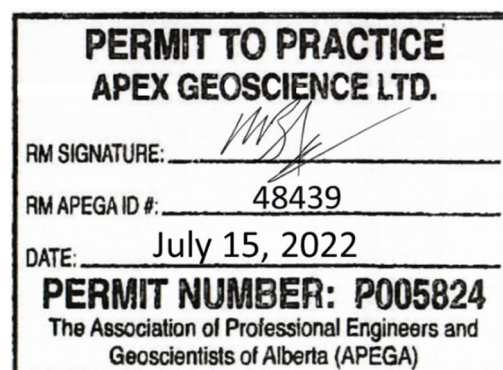 PERMIT TO PRACTICE
APEX GEOSCIENCE LTD.
RM SIGNATURE:
RM APEGA ID #: 48439
DATE: July 15, 2022
PERMIT NUMBER: P005824
The Association of Professional Engineers and
Geoscientists of Alberta (APEGA)